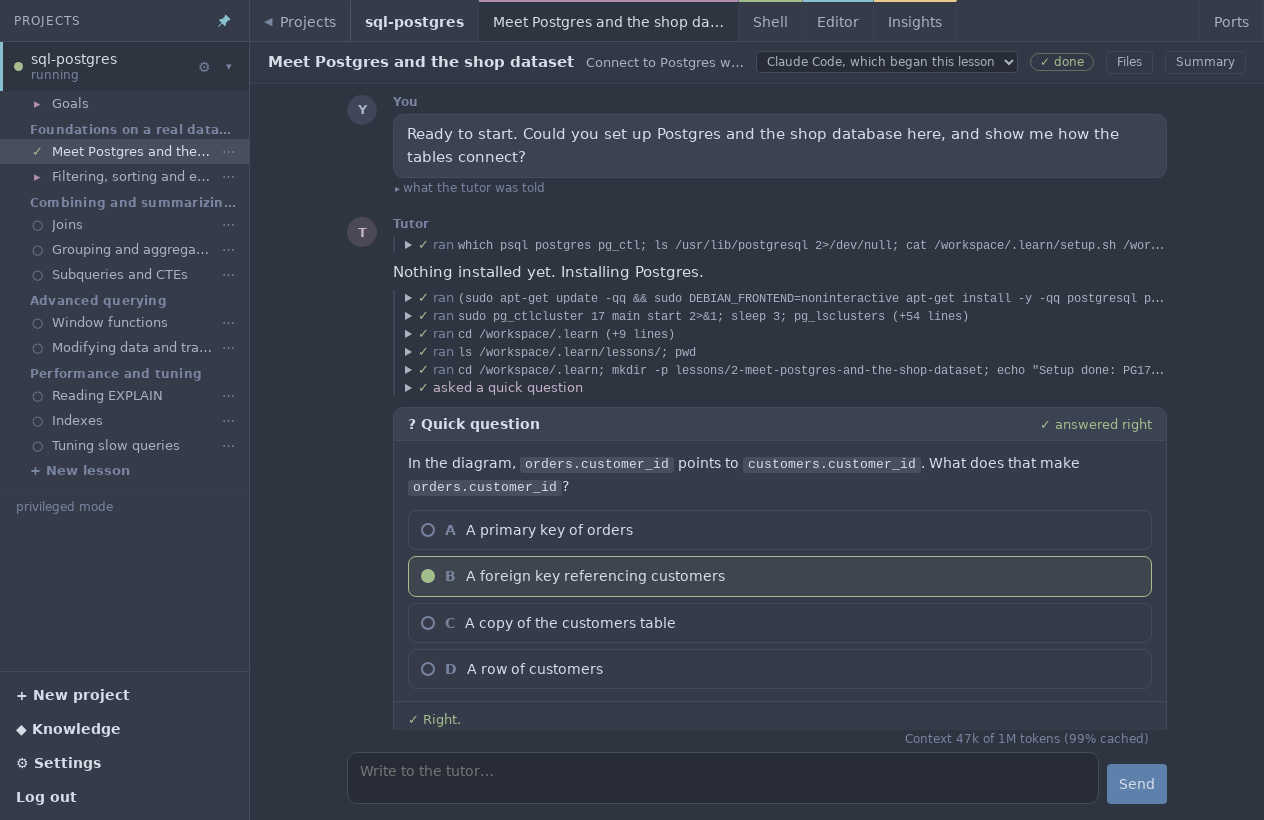 PROJECTS
◀ Projects
sql-postgres
Meet Postgres and the shop da…
Shell
Editor
Insights
Ports
sql-postgres
running
▸ Goals
Foundations on a real data…
✓ Meet Postgres and the… ⋯
▸ Filtering, sorting and e… ⋯
Combining and summarizin…
○ Joins ⋯
○ Grouping and aggrega… ⋯
○ Subqueries and CTEs ⋯
Advanced querying
○ Window functions ⋯
○ Modifying data and tra… ⋯
Performance and tuning
○ Reading EXPLAIN ⋯
○ Indexes ⋯
○ Tuning slow queries ⋯
+ New lesson
privileged mode
+ New project
◆ Knowledge
⚙ Settings
Log out
Meet Postgres and the shop dataset
Connect to Postgres w…
Claude Code, which began this lesson
✓ done
Files
Summary
Y
You
Ready to start. Could you set up Postgres and the shop database here, and show me how the
tables connect?
▸ what the tutor was told
T
Tutor
▶ ✓ ran which psql postgres pg_ctl; ls /usr/lib/postgresql 2>/dev/null; cat /workspace/.learn/setup.sh /wor…
Nothing installed yet. Installing Postgres.
▶ ✓ ran (sudo apt-get update -qq && sudo DEBIAN_FRONTEND=noninteractive apt-get install -y -qq postgresql p…
▶ ✓ ran sudo pg_ctlcluster 17 main start 2>&1; sleep 3; pg_lsclusters (+54 lines)
▶ ✓ ran cd /workspace/.learn (+9 lines)
▶ ✓ ran ls /workspace/.learn/lessons/; pwd
▶ ✓ ran cd /workspace/.learn; mkdir -p lessons/2-meet-postgres-and-the-shop-dataset; echo "Setup done: PG17…
▶ ✓ asked a quick question
? Quick question
✓ answered right
In the diagram, orders.customer_id points to customers.customer_id. What does that make
orders.customer_id?
A A primary key of orders
B A foreign key referencing customers
C A copy of the customers table
D A row of customers
✓ Right.
Context 47k of 1M tokens (99% cached)
Write to the tutor…
Send